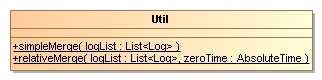 Util
+simpleMerge( logList : List<Log> )
+relativeMerge( logList : List<Log>, zeroTime : AbsoluteTime )